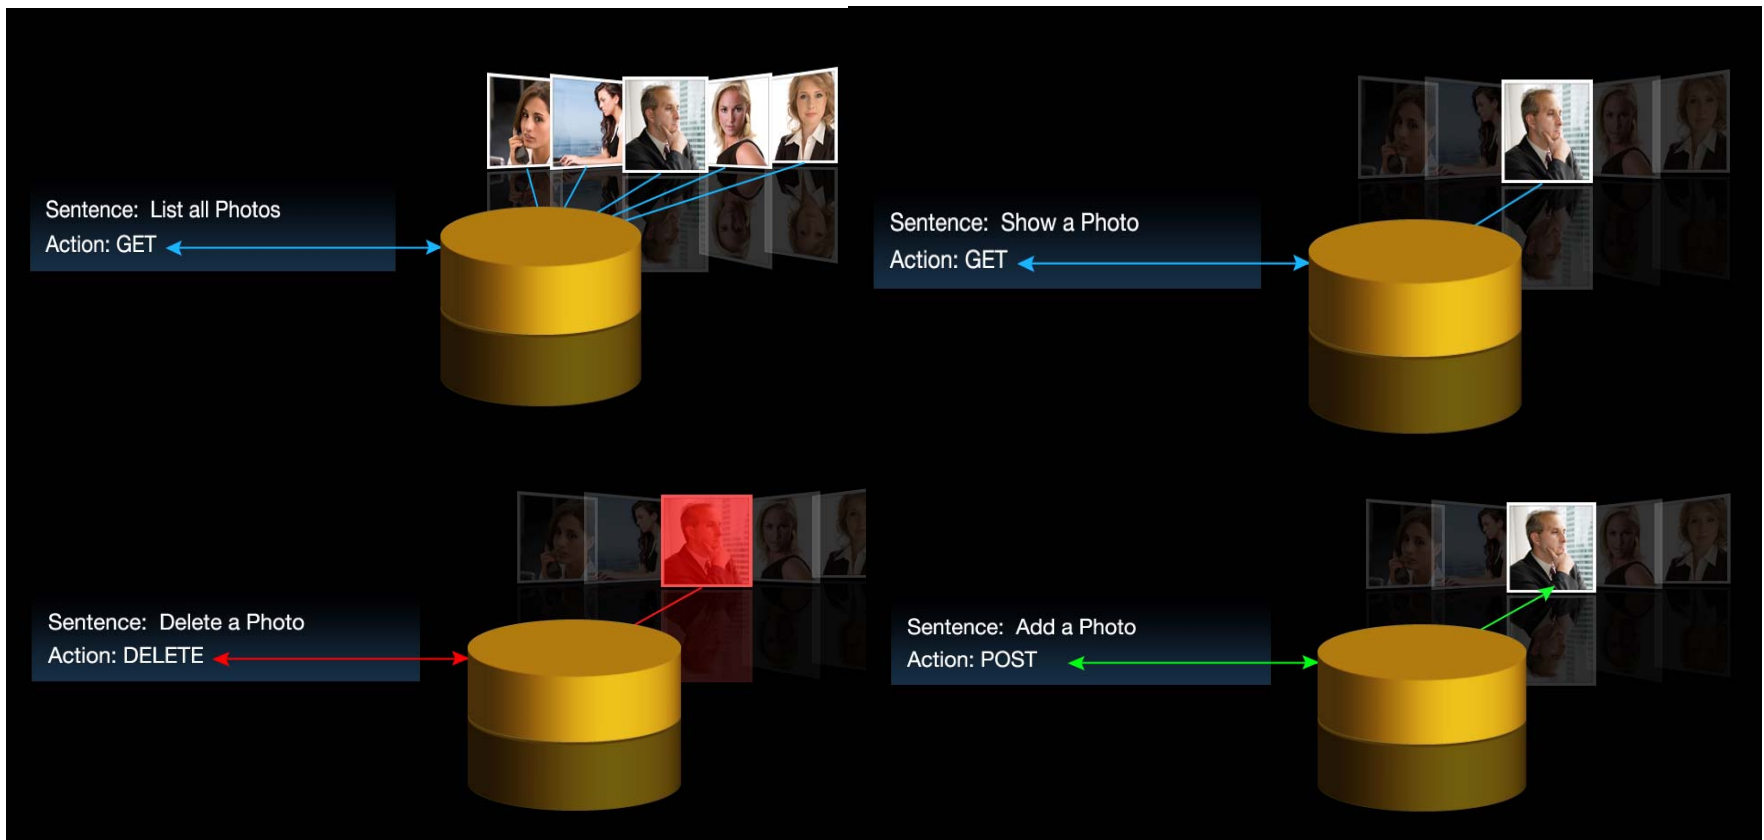 Sentence:  List all Photos
Action: GET
Sentence:  Show a Photo
Action: GET
Sentence:  Delete a Photo
Action: DELETE
Sentence:  Add a Photo
Action: POST